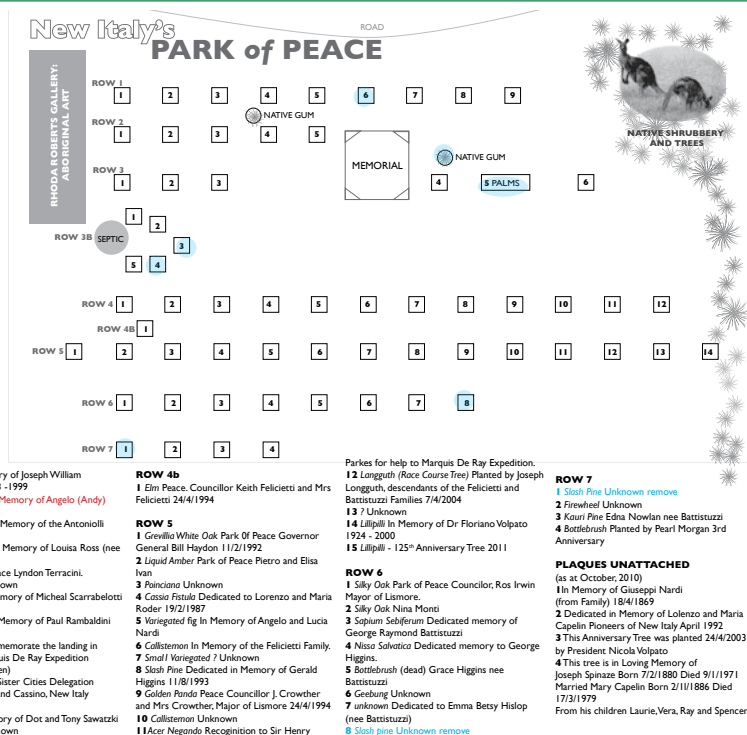 New Italy's
PARK of PEACE
ROAD
RHODA ROBERTS GALLERY:
ABORIGINAL ART
NATIVE SHRUBBERY
AND TREES
ROW 1
1 2 3 4 5 6 7 8 9
NATIVE GUM
ROW 2
1 2 3 4 5
MEMORIAL
NATIVE GUM
ROW 3
1 2 3 4 5 PALMS 6
ROW 3B
SEPTIC
1
2
3
5 4
ROW 4 1 2 3 4 5 6 7 8 9 10 11 12
ROW 4B 1
ROW 5 1 2 3 4 5 6 7 8 9 10 11 12 13 14
ROW 6 1 2 3 4 5 6 7 8
ROW 7 1 2 3 4
ry of Joseph William
-1999
Memory of Angelo (Andy)
Memory of the Antoniolli
Memory of Louisa Ross (nee
ce Lyndon Terracini.
own
mory of Micheal Scarrabelotti
Memory of Paul Rambaldini
memorate the landing in
uis De Ray Expedition
en)
Sister Cities Delegation
nd Cassino, New Italy
ory of Dot and Tony Sawatzki
own
ROW 4b
1 Elm Peace. Councillor Keith Felicietti and Mrs
Felicietti 24/4/1994
ROW 5
1 Grevillia White Oak Park 0f Peace Governor
General Bill Haydon 11/2/1992
2 Liquid Amber Park of Peace Pietro and Elisa
Ivan
3 Poinciana Unknown
4 Cassia Fistula Dedicated to Lorenzo and Maria
Roder 19/2/1987
5 Variegated fig In Memory of Angelo and Lucia
Nardi
6 Callistemon In Memory of the Felicietti Family.
7 Small Variegated ? Unknown
8 Slash Pine Dedicated in Memory of Gerald
Higgins 11/8/1993
9 Golden Panda Peace Councillor J. Crowther
and Mrs Crowther, Major of Lismore 24/4/1994
10 Callistemon Unknown
11 Acer Negando Recoginition to Sir Henry
Parkes for help to Marquis De Ray Expedition.
12 Langguth (Race Course Tree) Planted by Joseph
Longguth, descendants of the Felicietti and
Battistuzzi Families 7/4/2004
13 ? Unknown
14 Lillipilli In Memory of Dr Floriano Volpato
1924 - 2000
15 Lillipilli - 125th Anniversary Tree 2011
ROW 6
1 Silky Oak Park of Peace Councilor, Ros Irwin
Mayor of Lismore.
2 Silky Oak Nina Monti
3 Sapium Sebiferum Dedicated memory of
George Raymond Battistuzzi
4 Nissa Salvatica Dedicated memory to George
Higgins.
5 Bottlebrush (dead) Grace Higgins nee
Battistuzzi
6 Geebung Unknown
7 unknown Dedicated to Emma Betsy Hislop
(nee Battistuzzi)
8 Slash pine Unknown remove
ROW 7
1 Slash Pine Unknown remove
2 Firewheel Unknown
3 Kauri Pine Edna Nowlan nee Battistuzzi
4 Bottlebrush Planted by Pearl Morgan 3rd
Anniversary
PLAQUES UNATTACHED
(as at October, 2010)
1 In Memory of Giuseppi Nardi
(from Family) 18/4/1869
2 Dedicated in Memory of Lolenzo and Maria
Capelin Pioneers of New Italy April 1992
3 This Anniversary Tree was planted 24/4/2003
by President Nicola Volpato
4 This tree is in Loving Memory of
Joseph Spinaze Born 7/2/1880 Died 9/1/1971
Married Mary Capelin Born 2/11/1886 Died
17/3/1979
From his children Laurie, Vera, Ray and Spencer